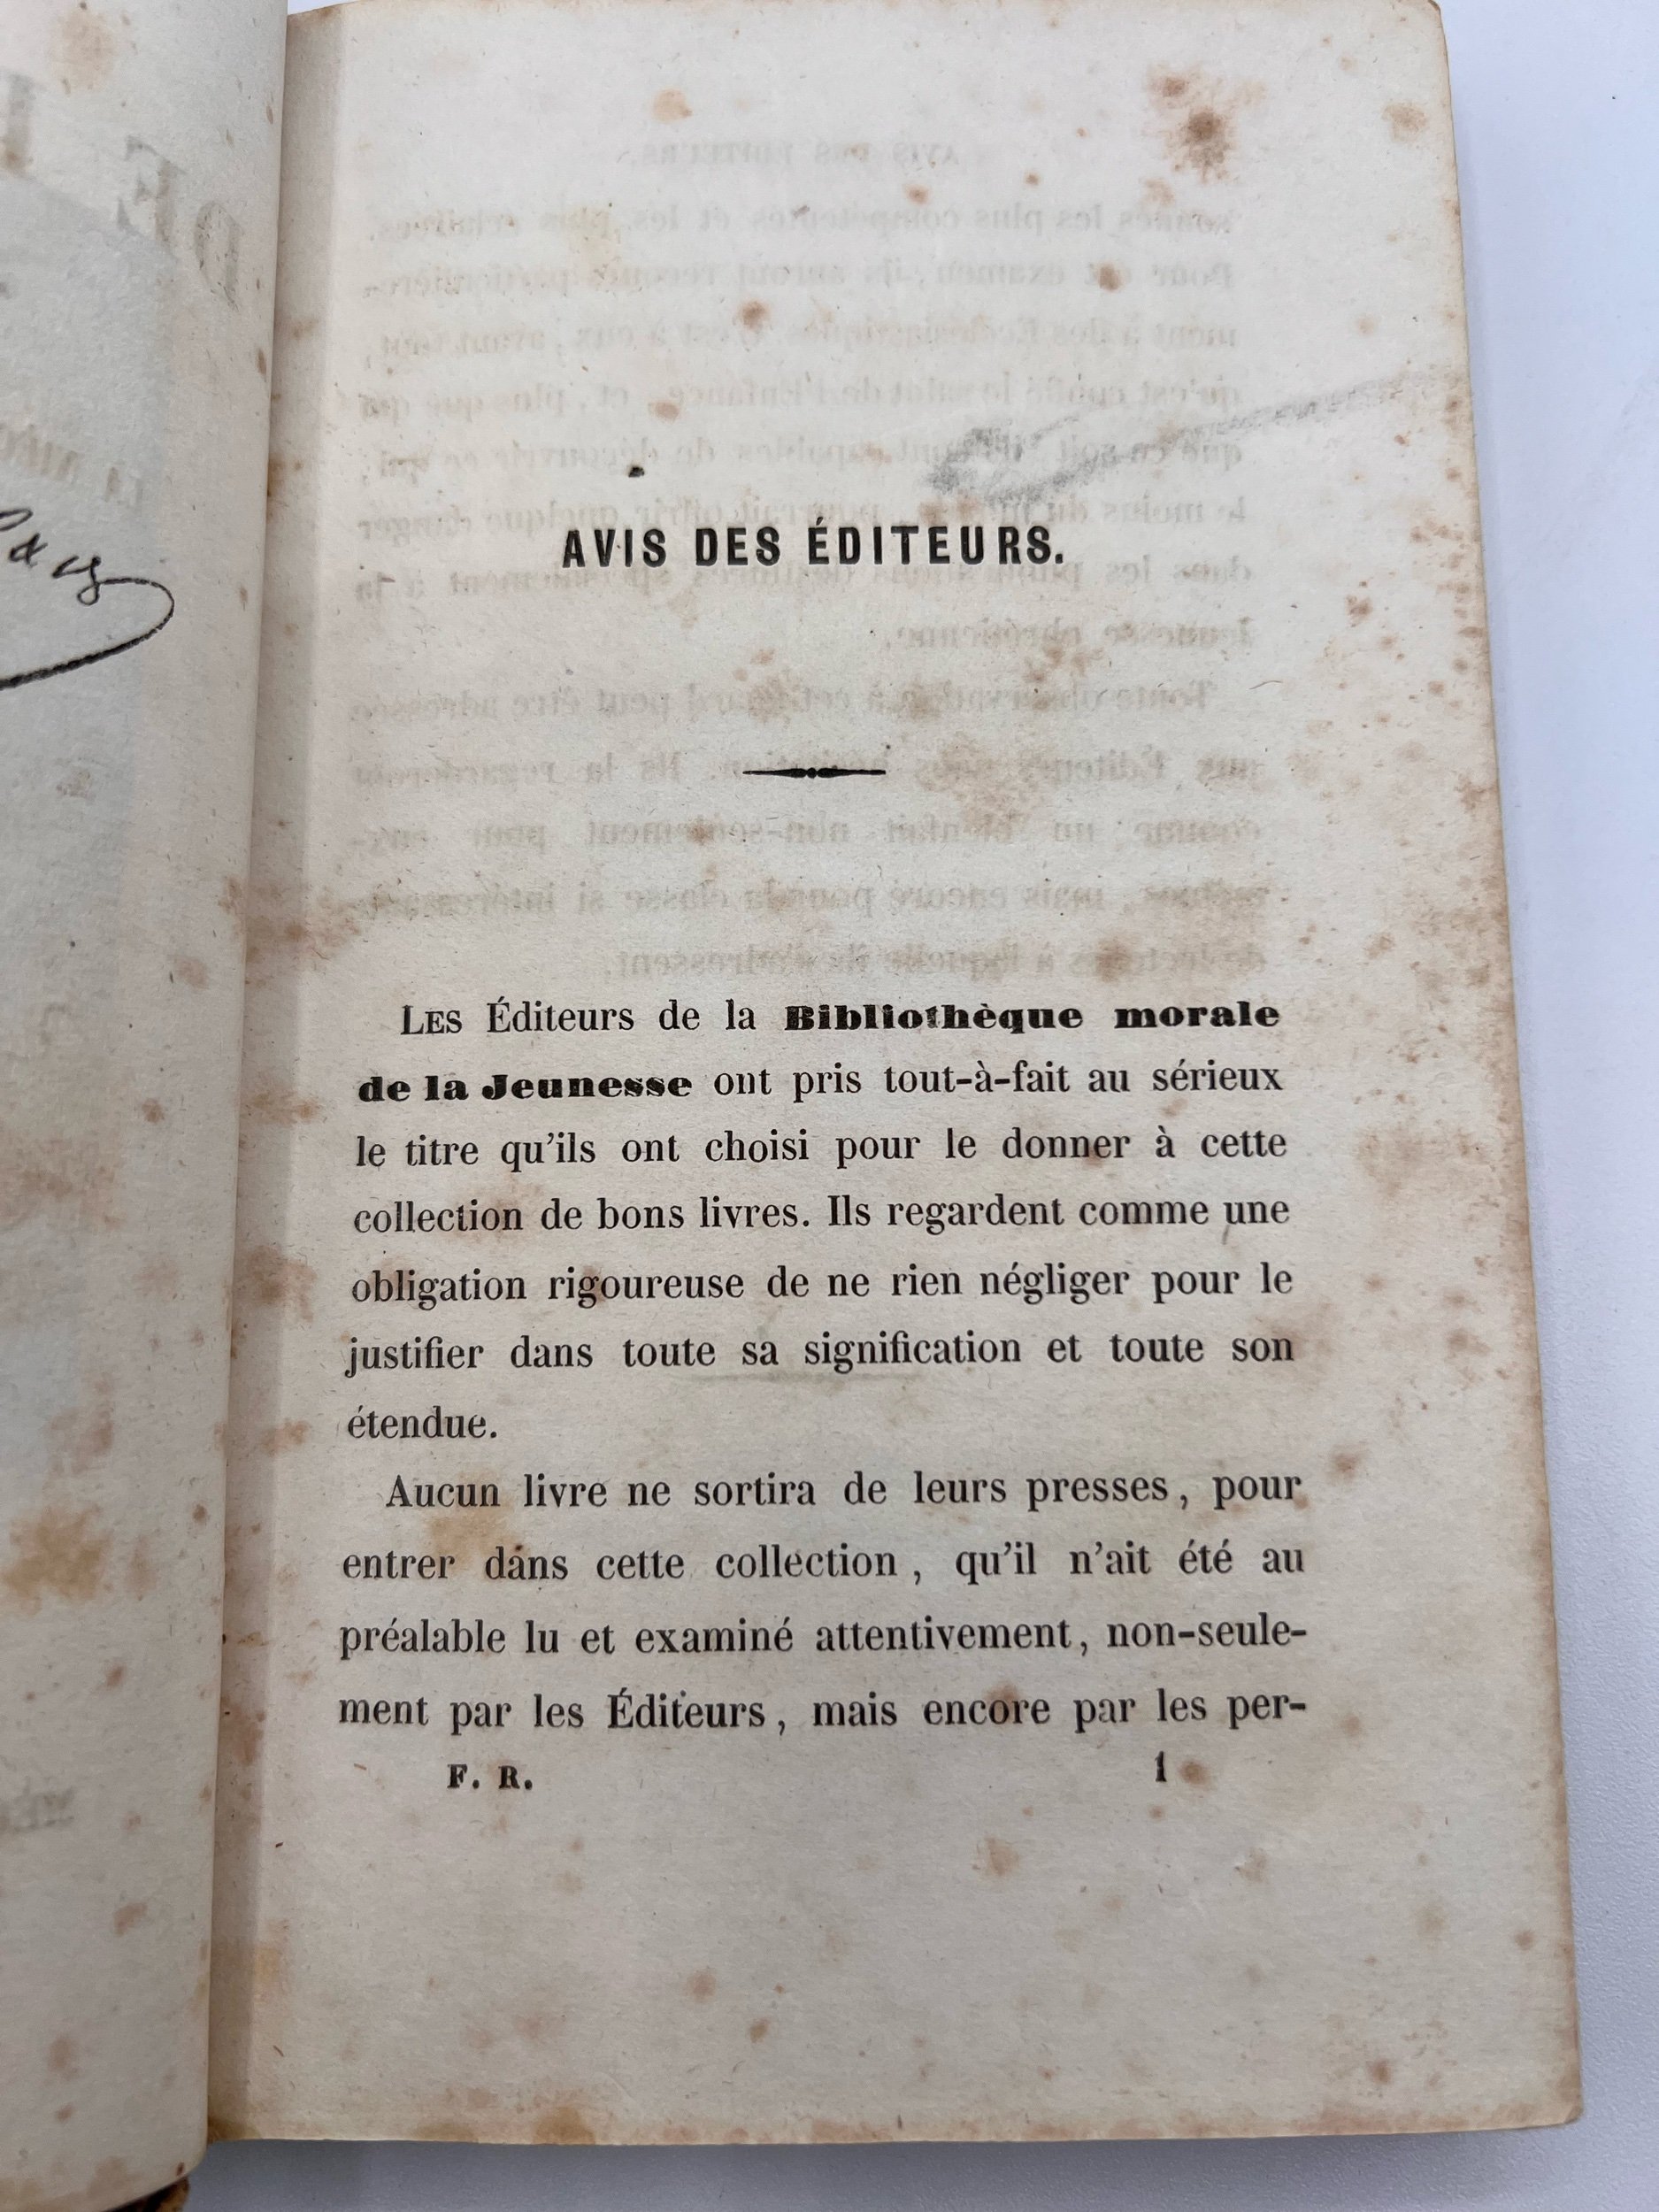 AVIS DES ÉDITEURS.
LES Éditeurs de la Bibliothèque morale
de la Jeunesse ont pris tout-à-fait au sérieux
le titre qu'ils ont choisi pour le donner à cette
collection de bons livres. Ils regardent comme une
obligation rigoureuse de ne rien négliger pour le
justifier dans toute sa signification et toute son
étendue.
Aucun livre ne sortira de leurs presses, pour
entrer dans cette collection, qu'il n'ait été au
préalable lu et examiné attentivement, non-seule-
ment par les Éditeurs, mais encore par les per-
F. R. 1